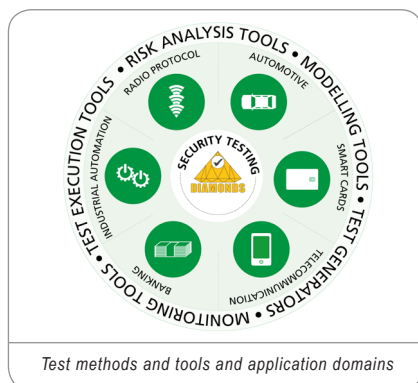 RISK ANALYSIS TOOLS • MODELLING TOOLS • TEST GENERATORS • MONITORING TOOLS • TEST EXECUTION TOOLS •
RADIO PROTOCOL
AUTOMOTIVE
SMART CARDS
TELECOMMUNICATION
BANKING
INDUSTRIAL AUTOMATION
SECURITY TESTING
DIAMONDS
Test methods and tools and application domains